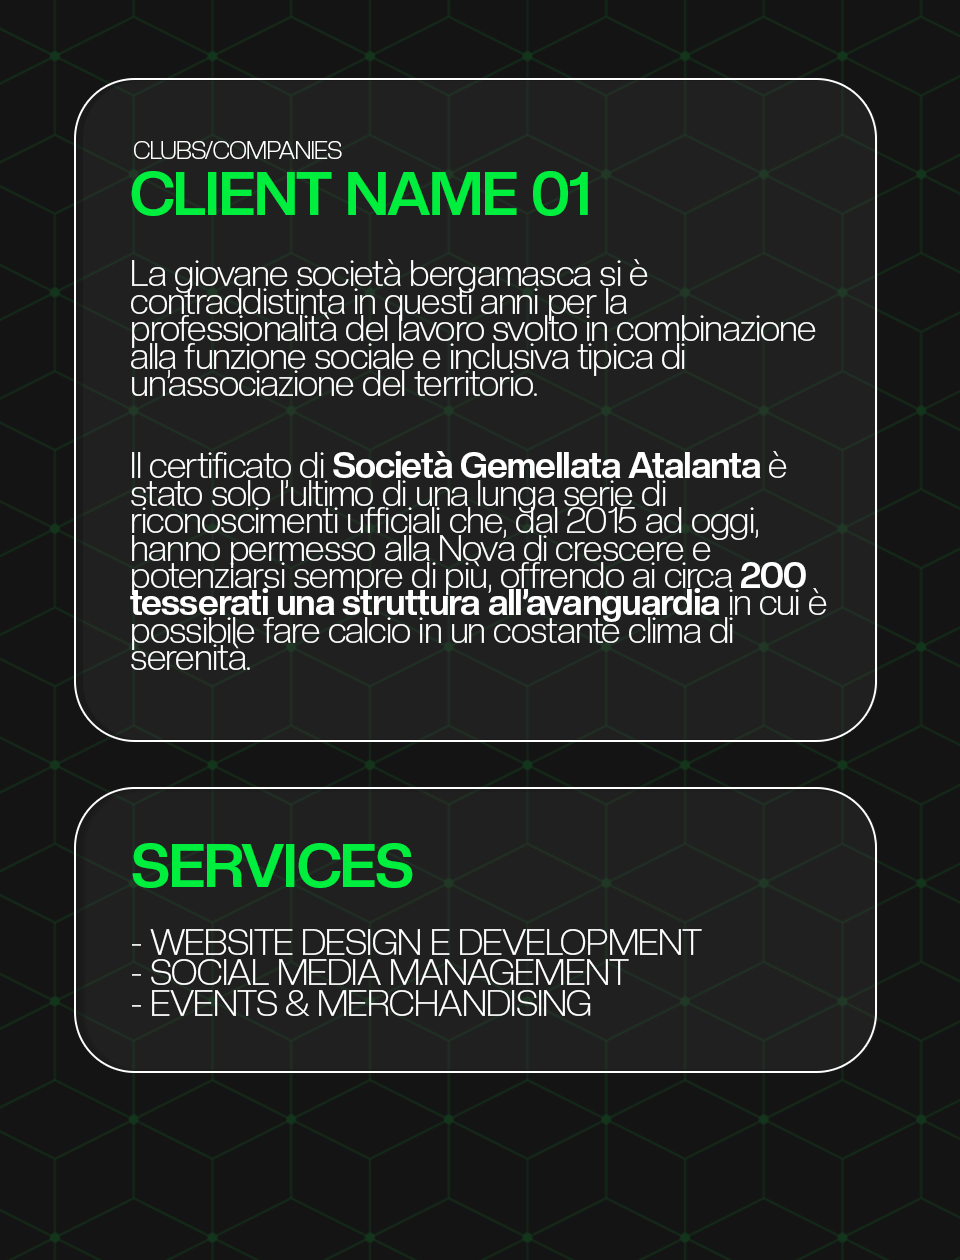 CLUBS/COMPANIES
CLIENT NAME 01
La giovane società bergamasca si è
contraddistinta in questi anni per la
professionalità del lavoro svolto in combinazione
alla funzione sociale e inclusiva tipica di
un'associazione del territorio.
Il certificato di Società Gemellata Atalanta è
stato solo l'ultimo di una lunga serie di
riconoscimenti ufficiali che, dal 2015 ad oggi,
hanno permesso alla Nova di crescere e
potenziarsi sempre di più, offrendo ai circa 200
tesserati una struttura all'avanguardia in cui è
possibile fare calcio in un costante clima di
serenità.
SERVICES
- WEBSITE DESIGN E DEVELOPMENT
- SOCIAL MEDIA MANAGEMENT
- EVENTS & MERCHANDISING